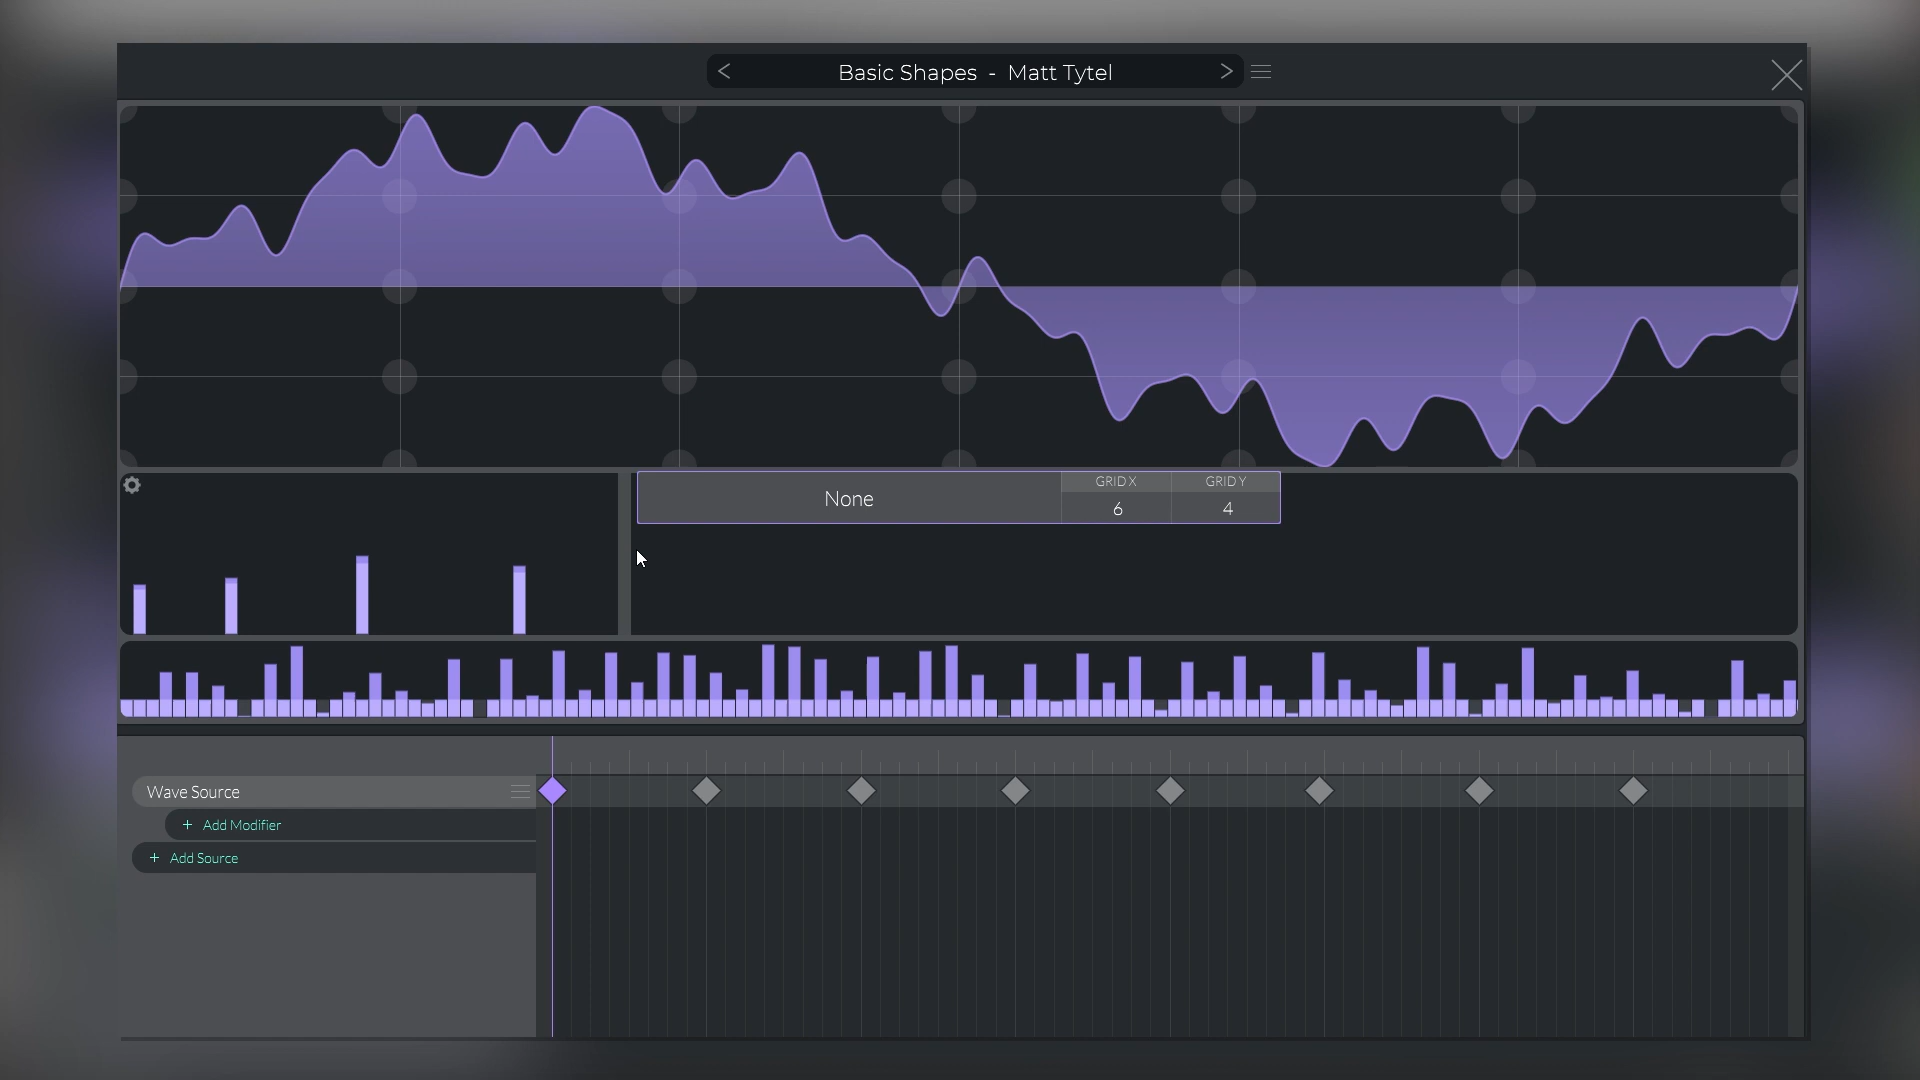 Basic Shapes - Matt Tytel
None
GRID X
GRID Y
6
4
Wave Source
+ Add Modifier
+ Add Source